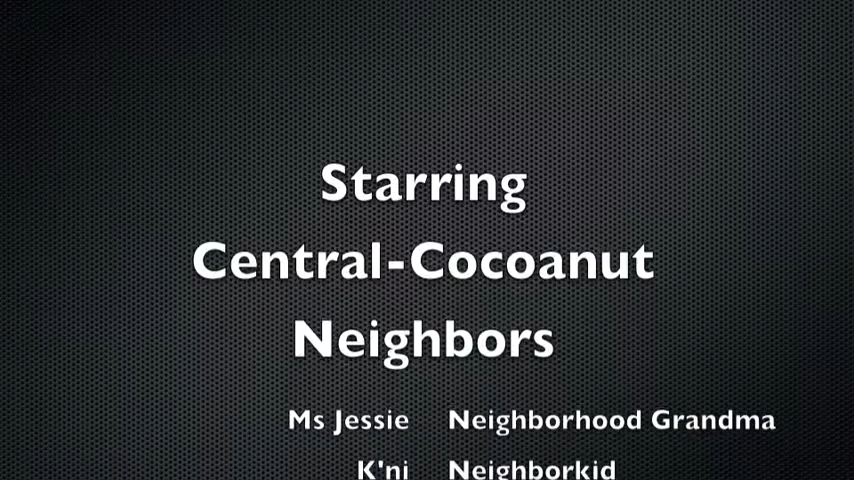 Starring
Central-Cocoanut
Neighbors
Ms Jessie Neighborhood Grandma
K'ni Neighborkid